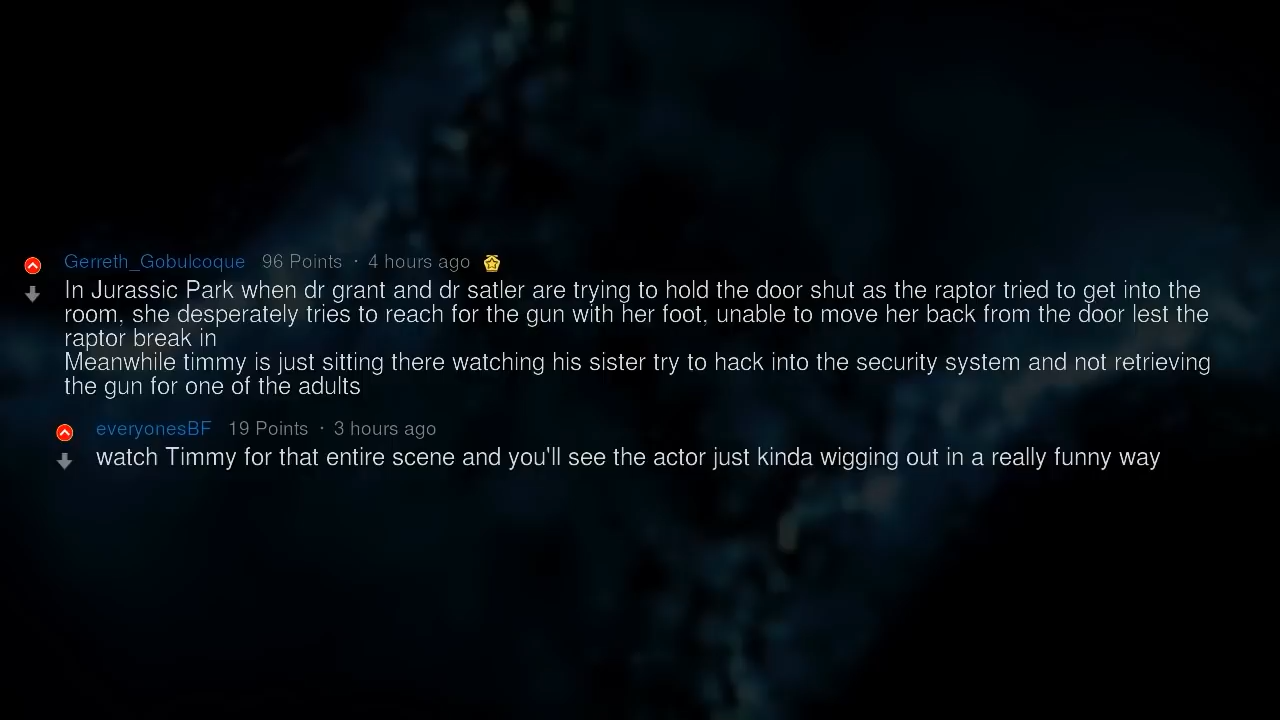 Gerreth_Gobulcoque 96 Points · 4 hours ago
In Jurassic Park when dr grant and dr satler are trying to hold the door shut as the raptor tried to get into the
room, she desperately tries to reach for the gun with her foot, unable to move her back from the door lest the
raptor break in
Meanwhile timmy is just sitting there watching his sister try to hack into the security system and not retrieving
the gun for one of the adults
everyonesBF 19 Points · 3 hours ago
watch Timmy for that entire scene and you'll see the actor just kinda wigging out in a really funny way